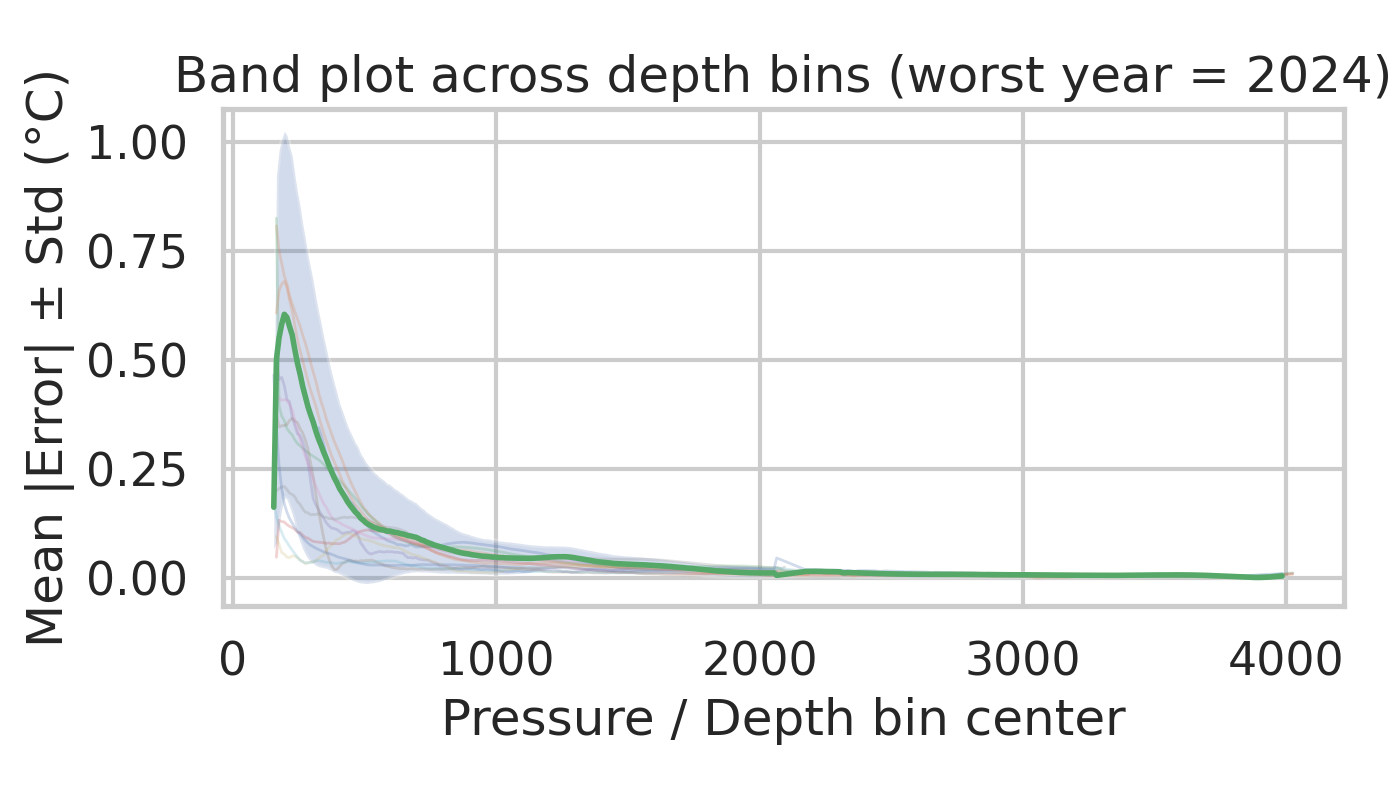 Band plot across depth bins (worst year = 2024)
Mean |Error| ± Std (°C)
1.00
0.75
0.50
0.25
0.00
0 1000 2000 3000 4000
Pressure / Depth bin center